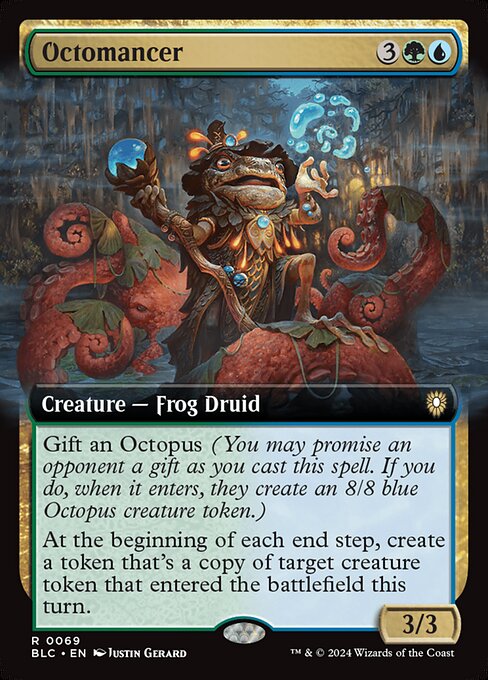 Octomancer 3
Creature — Frog Druid
Gift an Octopus (You may promise an
opponent a gift as you cast this spell. If you
do, when it enters, they create an 8/8 blue
Octopus creature token.)
At the beginning of each end step, create
a token that's a copy of target creature
token that entered the battlefield this
turn.
3/3
R 0069
BLC • EN Justin Gerard
™ & © 2024 Wizards of the Coast